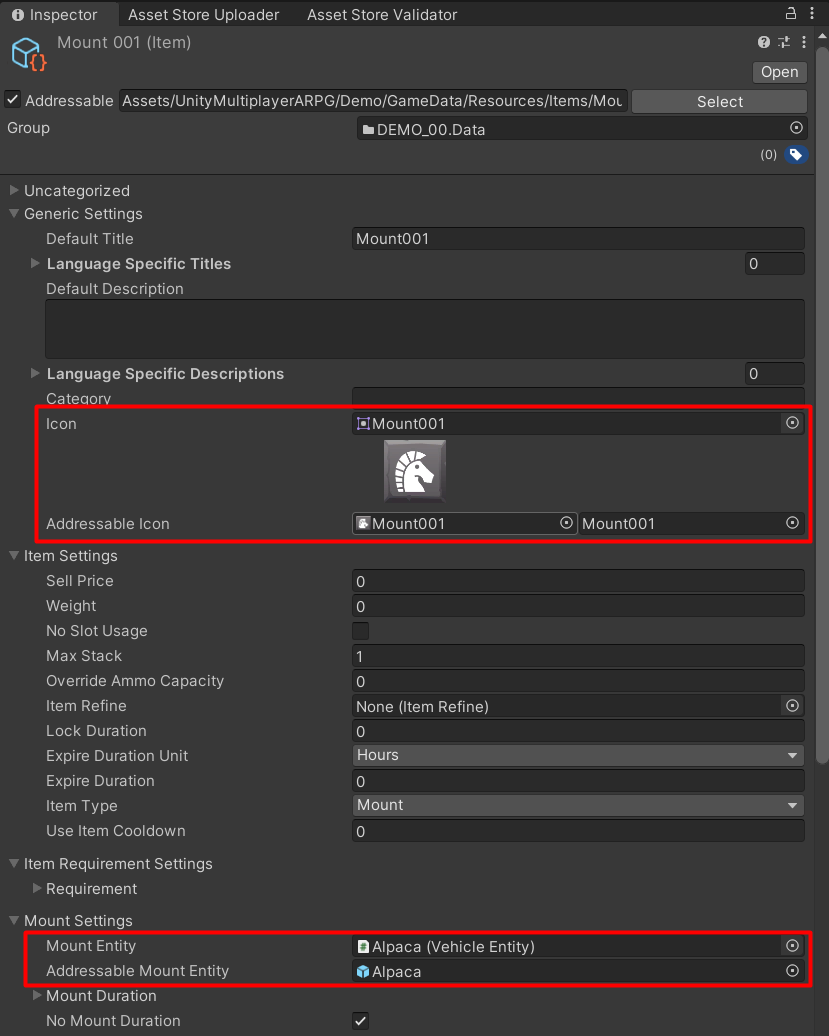 Inspector Asset Store Uploader Asset Store Validator
Mount 001 (Item)
Open
Addressable Assets/UnityMultiplayerARPG/Demo/GameData/Resources/Items/Mou Select
Group DEMO_00.Data
(0)
Uncategorized
Generic Settings
Default Title Mount001
Language Specific Titles 0
Default Description
Language Specific Descriptions 0
Category
Icon Mount001
Addressable Icon Mount001 Mount001
Item Settings
Sell Price 0
Weight 0
No Slot Usage
Max Stack 1
Override Ammo Capacity 0
Item Refine None (Item Refine)
Lock Duration 0
Expire Duration Unit Hours
Expire Duration 0
Item Type Mount
Use Item Cooldown 0
Item Requirement Settings
Requirement
Mount Settings
Mount Entity Alpaca (Vehicle Entity)
Addressable Mount Entity Alpaca
Mount Duration
No Mount Duration